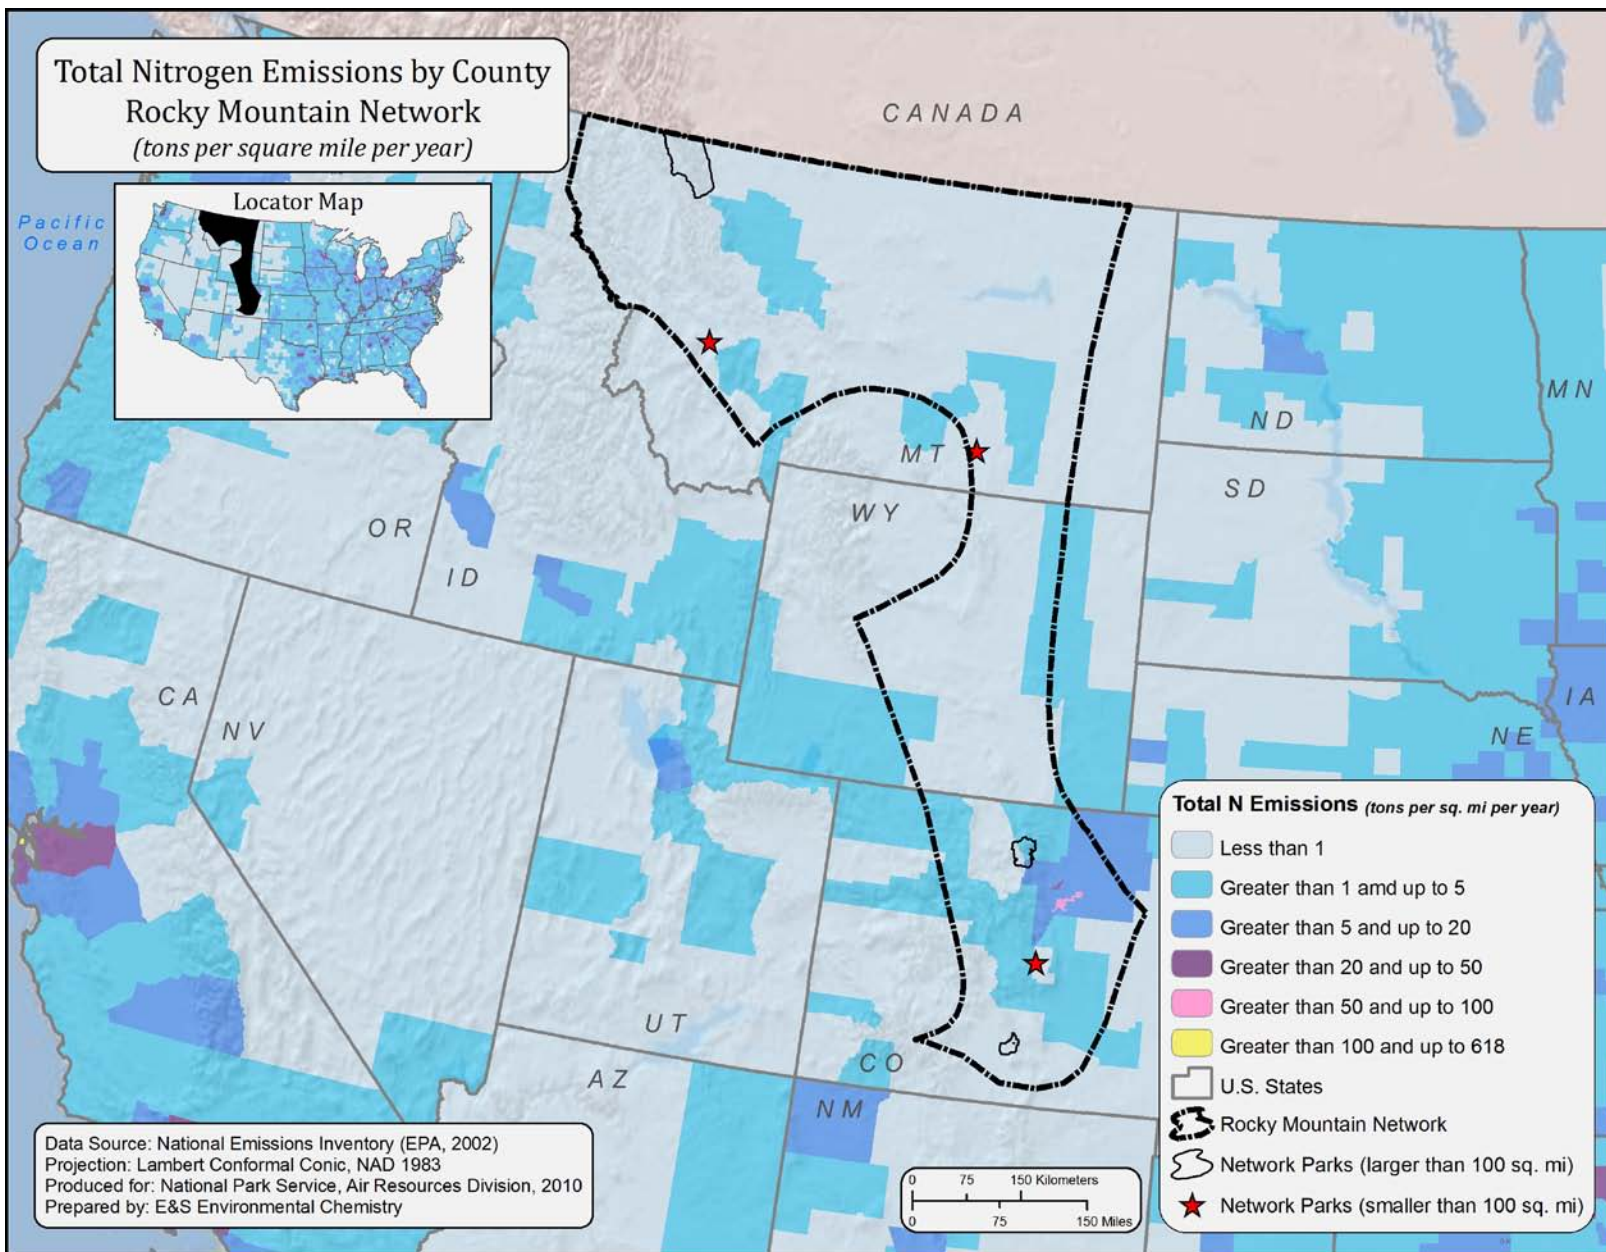 Total Nitrogen Emissions by County
Rocky Mountain Network
(tons per square mile per year)
CANADA
Locator Map
Pacific
Ocean
MN
ND
MT
SD
WY
OR
ID
CA
NV
IA
NE
UT
CO
AZ
NM
Total N Emissions (tons per sq. mi per year)
Less than 1
Greater than 1 amd up to 5
Greater than 5 and up to 20
Greater than 20 and up to 50
Greater than 50 and up to 100
Greater than 100 and up to 618
U.S. States
Rocky Mountain Network
Network Parks (larger than 100 sq. mi)
Network Parks (smaller than 100 sq. mi)
Data Source: National Emissions Inventory (EPA, 2002)
Projection: Lambert Conformal Conic, NAD 1983
Produced for: National Park Service, Air Resources Division, 2010
Prepared by: E&S Environmental Chemistry
0 75 150 Kilometers
0 75 150 Miles